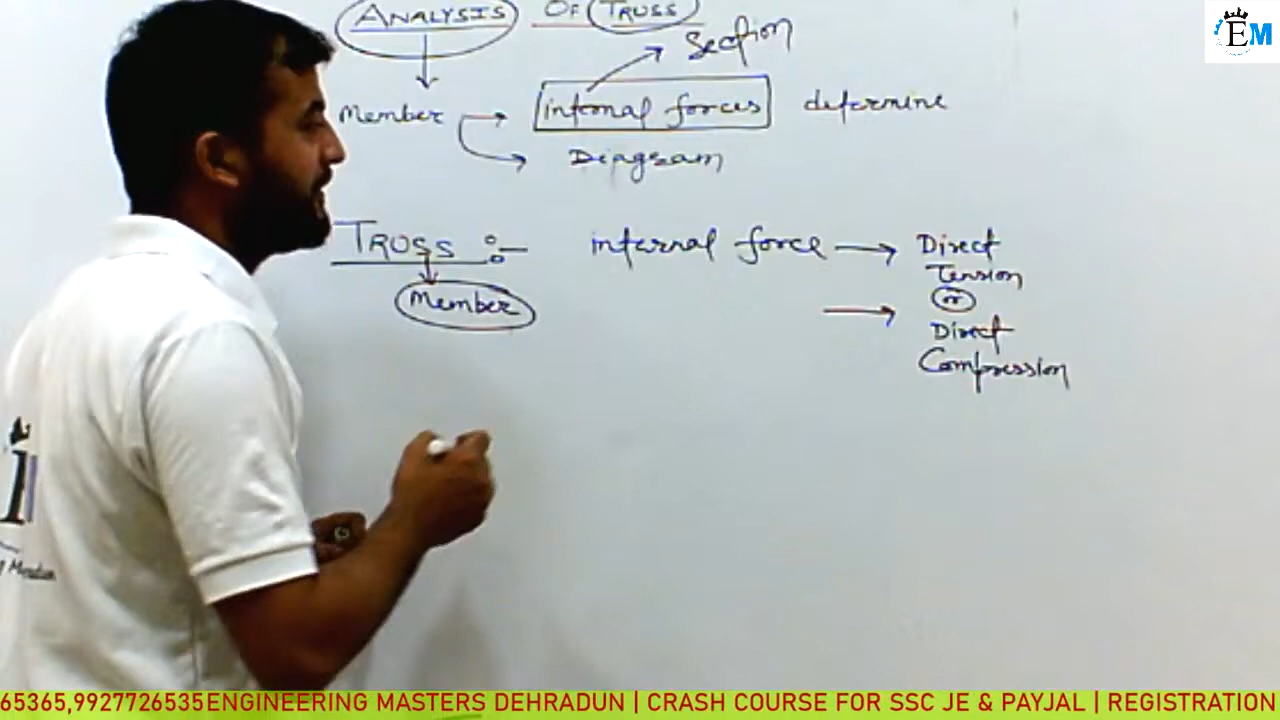 ANALYSIS OF TRUSS
Section
Member internal forces determine
Diagram
TRUSS :- internal force → Direct
Tension
Member
or
→ Direct
Compression
EM
65365,9927726535ENGINEERING MASTERS DEHRADUN | CRASH COURSE FOR SSC JE & PAYJAL | REGISTRATION